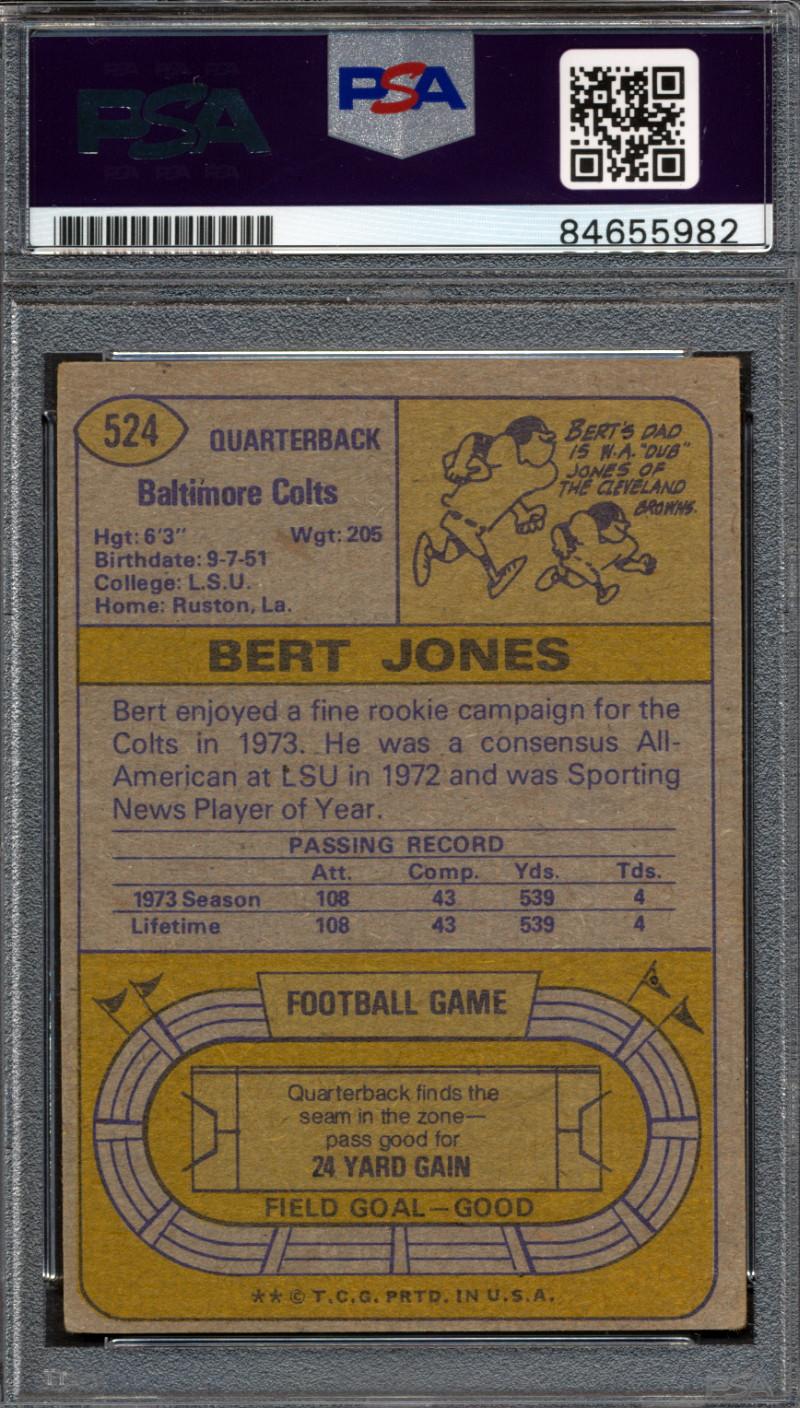 PSA
PSA
84655982
524
QUARTERBACK
Baltimore Colts
Hgt: 6'3" Wgt: 205
Birthdate: 9-7-51
College: L.S.U.
Home: Ruston, La.
BERT'S DAD
IS W.A. "DUB"
JONES OF
THE CLEVELAND
BROWNS.
BERT JONES
Bert enjoyed a fine rookie campaign for the
Colts in 1973. He was a consensus All-
American at LSU in 1972 and was Sporting
News Player of Year.
PASSING RECORD
Att. Comp. Yds. Tds.
1973 Season 108 43 539 4
Lifetime 108 43 539 4
FOOTBALL GAME
Quarterback finds the
seam in the zone—
pass good for
24 YARD GAIN
FIELD GOAL—GOOD
** © T.C.G. PRTD. IN U.S.A.